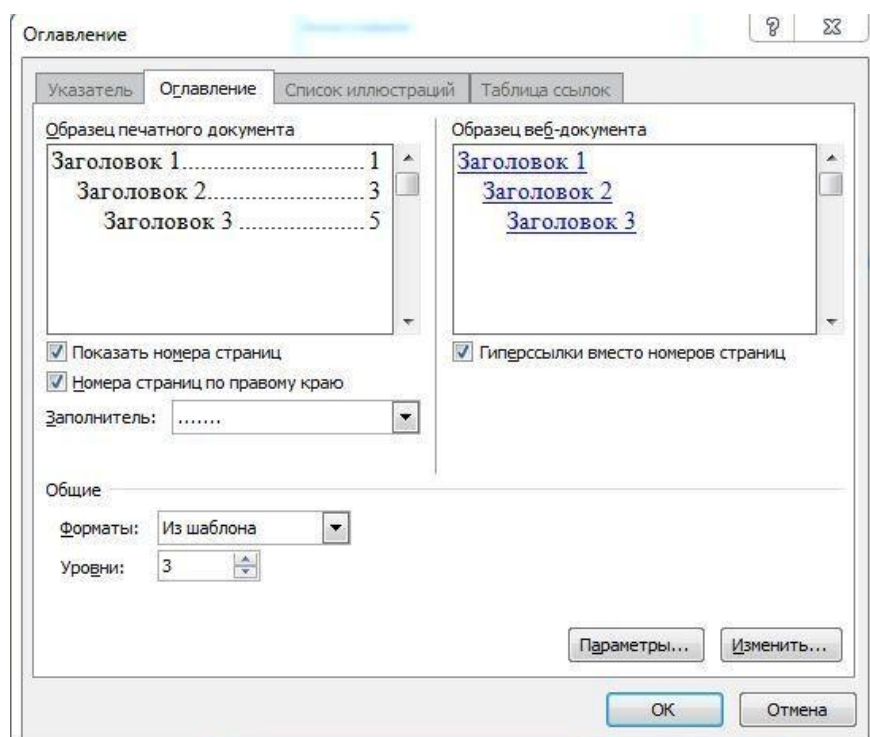 Оглавление
Указатель Оглавление Список иллюстраций Таблица ссылок
Образец печатного документа
Заголовок 1.......................... 1
Заголовок 2...................... 3
Заголовок 3 .................. 5
Показать номера страниц
Номера страниц по правому краю
Заполнитель: .......
Образец веб-документа
Заголовок 1
Заголовок 2
Заголовок 3
Гиперссылки вместо номеров страниц
Общие
Форматы: Из шаблона
Уровни: 3
Параметры... Изменить...
ОК Отмена